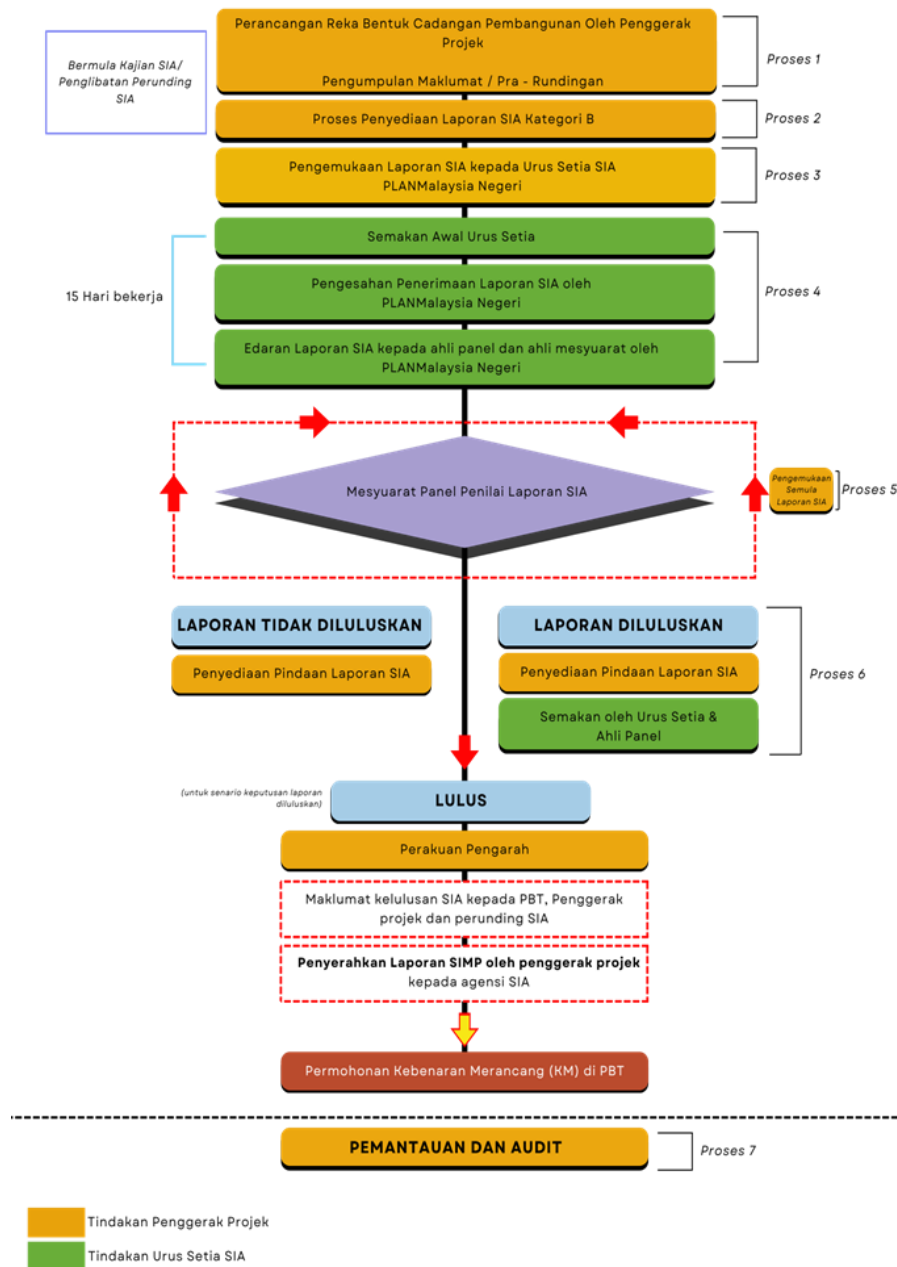 Perancangan Reka Bentuk Cadangan Pembangunan Oleh Penggerak
Projek
Pengumpulan Maklumat / Pra - Rundingan
Proses 1
Bermula Kajian SIA/
Penglibatan Perunding
SIA
Proses Penyediaan Laporan SIA Kategori B
Proses 2
Pengemukaan Laporan SIA kepada Urus Setia SIA
PLANMalaysia Negeri
Proses 3
Semakan Awal Urus Setia
Pengesahan Penerimaan Laporan SIA oleh
PLANMalaysia Negeri
Edaran Laporan SIA kepada ahli panel dan ahli mesyuarat oleh
PLANMalaysia Negeri
15 Hari bekerja
Proses 4
Mesyuarat Panel Penilai Laporan SIA
Pengemukaan
Semula
Laporan SIA
Proses 5
LAPORAN TIDAK DILULUSKAN
Penyediaan Pindaan Laporan SIA
LAPORAN DILULUSKAN
Penyediaan Pindaan Laporan SIA
Semakan oleh Urus Setia &
Ahli Panel
Proses 6
(untuk senario keputusan laporan
diluluskan)
LULUS
Perakuan Pengarah
Maklumat kelulusan SIA kepada PBT, Penggerak
projek dan perunding SIA
Penyerahkan Laporan SIMP oleh penggerak projek
kepada agensi SIA
Permohonan Kebenaran Merancang (KM) di PBT
PEMANTAUAN DAN AUDIT
Proses 7
Tindakan Penggerak Projek
Tindakan Urus Setia SIA